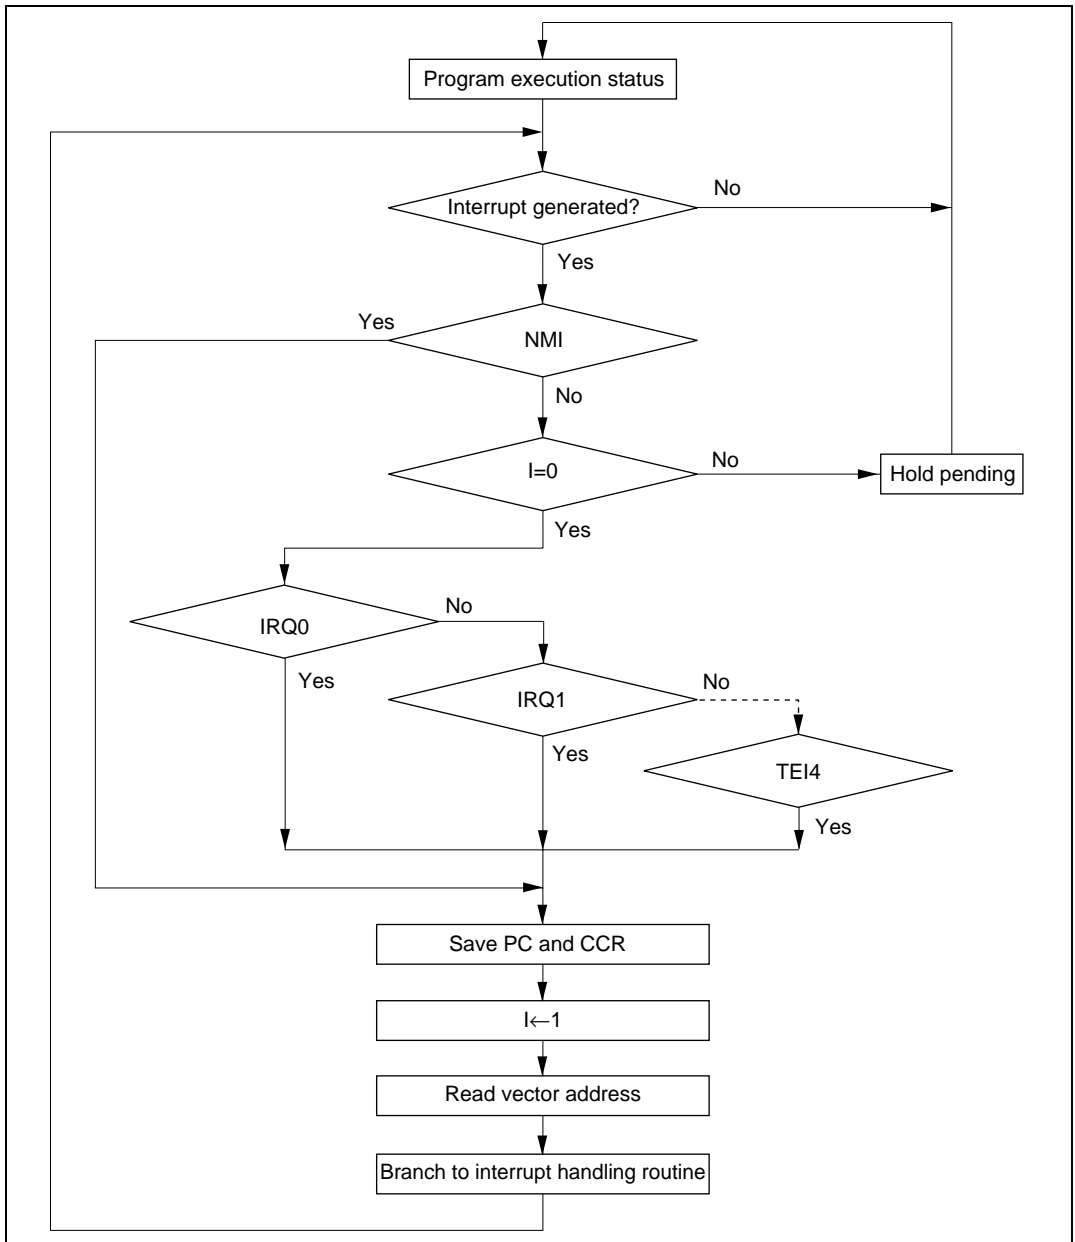 Program execution status
Interrupt generated?
No
Yes
Yes
NMI
No
I=0
No
Hold pending
Yes
IRQ0
No
Yes
IRQ1
No
Yes
TEI4
Yes
Save PC and CCR
I←1
Read vector address
Branch to interrupt handling routine